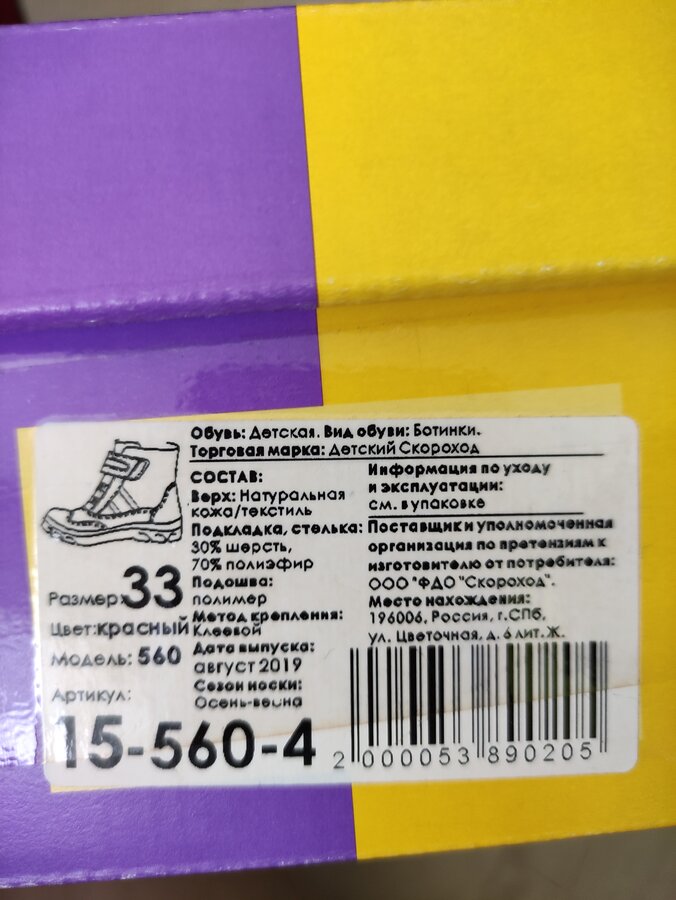 Обувь: Детская. Вид обуви: Ботинки.
Торговая марка: Детский Скороход
СОСТАВ:
Верх: Натуральная
кожа/текстиль
Подкладка, стелька:
30% шерсть,
70% полиэфир
Подошва:
полимер
Метод крепления:
Клеевой
Дата выпуска:
август 2019
Сезон носки:
Осень-весна
Информация по уходу
и эксплуатации:
см. в упаковке
Поставщик и уполномоченная
организация по претензиям к
изготовителю от потребителя:
ООО "ФДО "Скороход".
Место нахождения:
196006, Россия, г.СПб,
ул. Цветочная, д. 6 лит. Ж.
Размер: 33
Цвет: красный
Модель: 560
Артикул:
15-560-4
2 000053 890205